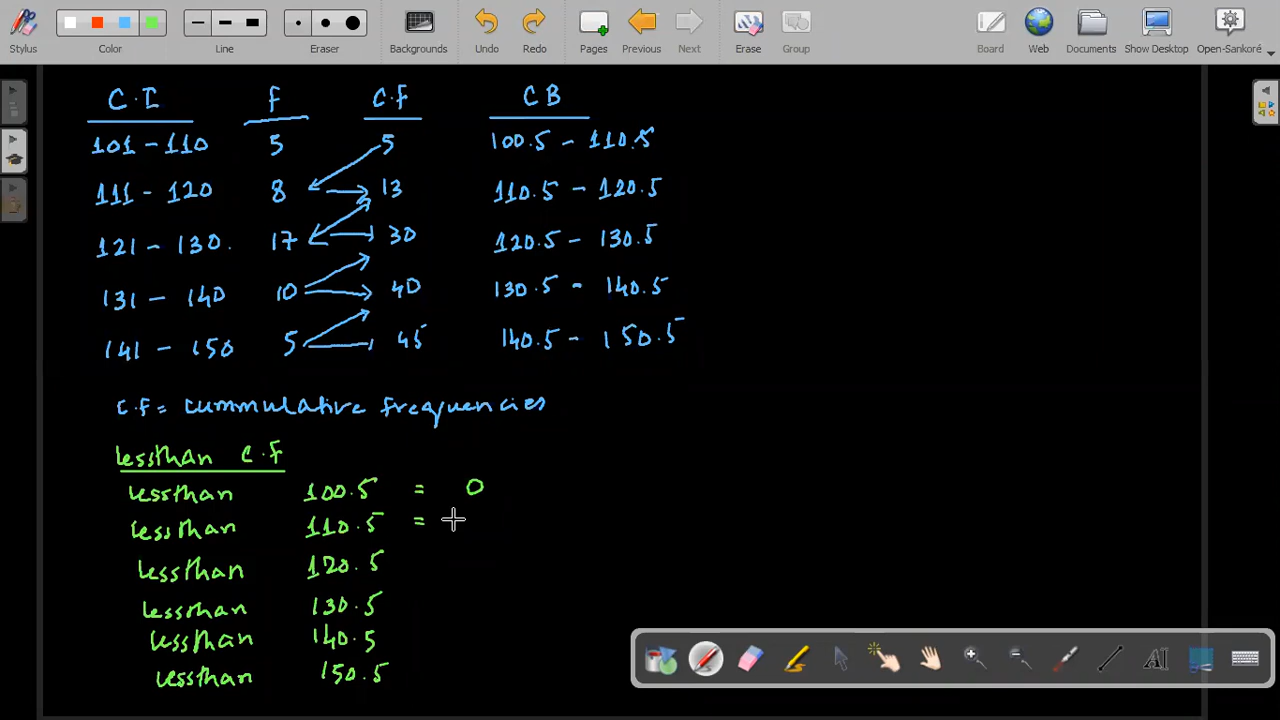 Stylus Color Line Eraser Backgrounds Undo Redo Pages Previous Next Erase Group Board Web Documents Show Desktop Open-Sankoré
C.I F C.F CB
101 - 110 5 5 100.5 - 110.5
111 - 120 8 13 110.5 - 120.5
121 - 130. 17 30 120.5 - 130.5
131 - 140 10 40 130.5 - 140.5
141 - 150 5 45 140.5 - 150.5
C.F = cummulative frequencies
lessthan C.F
lessthan 100.5 = 0
lessthan 110.5 =
lessthan 120.5
lessthan 130.5
lessthan 140.5
lessthan 150.5